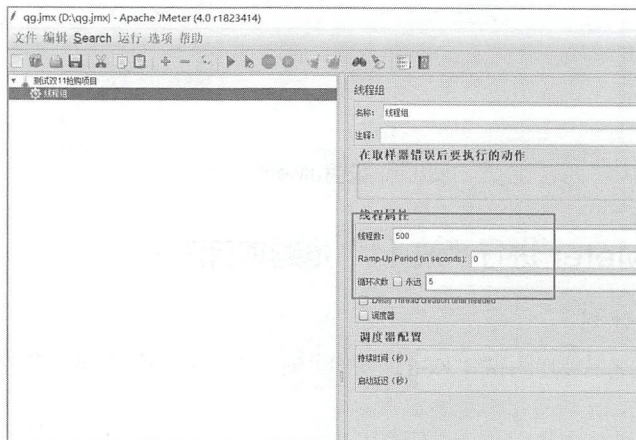 qg.jmx (D:\qg.jmx) - Apache JMeter (4.0 r1823414)
文件 编辑 Search 运行 选项 帮助
测试双11抢购项目
线程组
线程组
名称: 线程组
注释:
在取样器错误后要执行的动作
线程属性
线程数: 500
Ramp-Up Period (in seconds): 0
循环次数 永远 5
Delay Thread creation until needed
调度器
调度器配置
持续时间（秒）
启动延迟（秒）